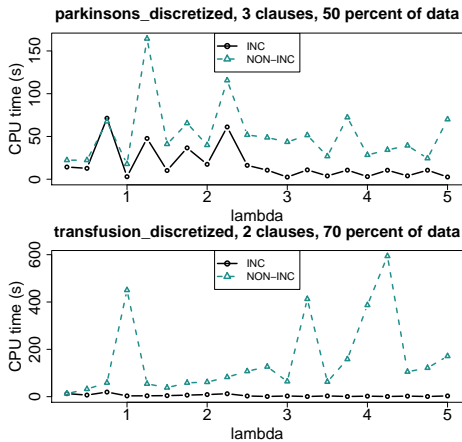 parkinsons_discretized, 3 clauses, 50 percent of data
INC
NON−INC
CPU time (s)
0
50
100
150
1 2 3 4 5
lambda
transfusion_discretized, 2 clauses, 70 percent of data
INC
NON−INC
CPU time (s)
0
200
400
600
1 2 3 4 5
lambda